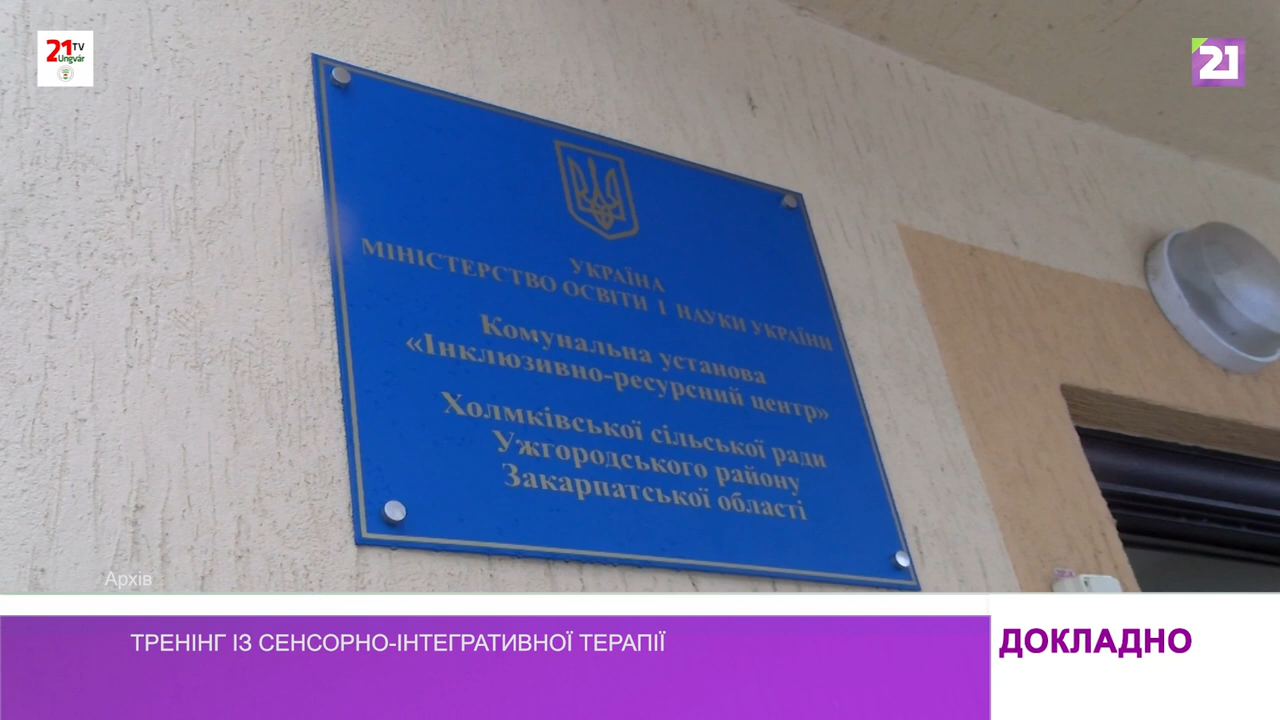 21 TV
Ungvár
21
УКРАЇНА
МІНІСТЕРСТВО ОСВІТИ І НАУКИ УКРАЇНИ
Комунальна установа
«Інклюзивно-ресурсний центр»
Холмківської сільської ради
Ужгородського району
Закарпатської області
Архів
ТРЕНІНГ ІЗ СЕНСОРНО-ІНТЕГРАТИВНОЇ ТЕРАПІЇ
ДОКЛАДНО